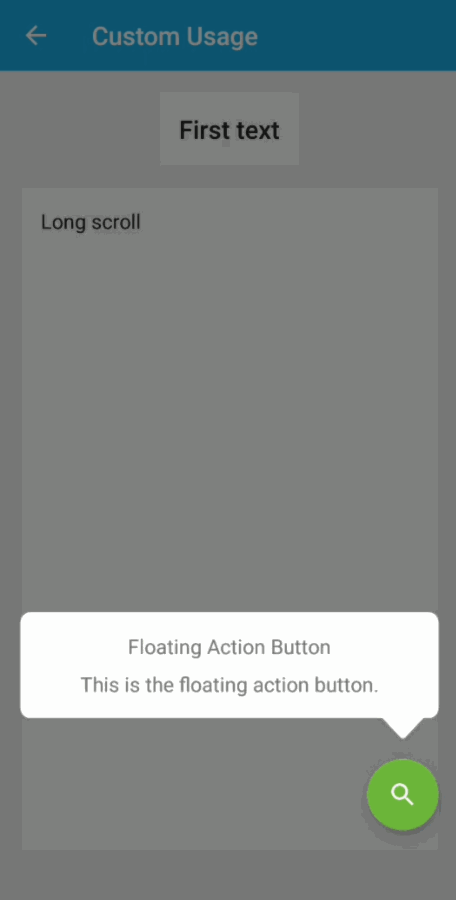 Custom Usage
First text
Long scroll
Floating Action Button
This is the floating action button.